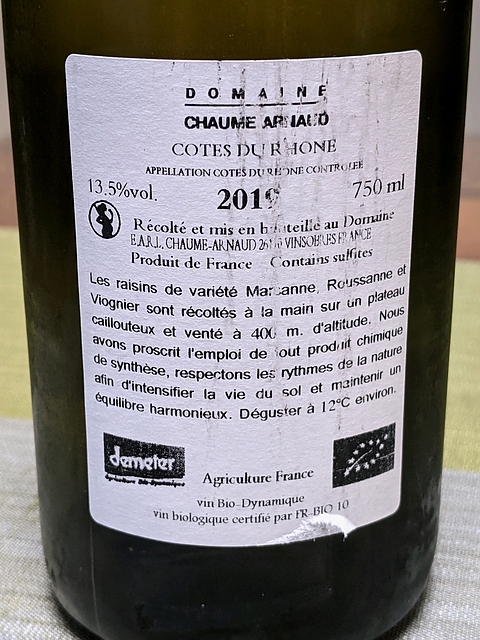 DOMAINE
CHAUME ARNAUD
COTES DU RHONE
APPELLATION COTES DU RHONE CONTROLEE
13.5%vol. 2019 750 ml
Récolté et mis en bouteille au Domaine
E.A.R.L. CHAUME-ARNAUD 26110 VINSOBRES FRANCE
Produit de France Contains sulfites
Les raisins de variété Marsanne, Roussanne et
Viognier sont récoltés à la main sur un plateau
caillouteux et venté à 400 m. d'altitude. Nous
avons proscrit l'emploi de tout produit chimique
de synthèse, respectons les rythmes de la nature
afin d'intensifier la vie du sol et maintenir un
équilibre harmonieux. Déguster à 12°C environ.
demeter
Agriculture Bio-dynamique
Agriculture France
vin Bio-Dynamique
vin biologique certifié par FR-BIO 10